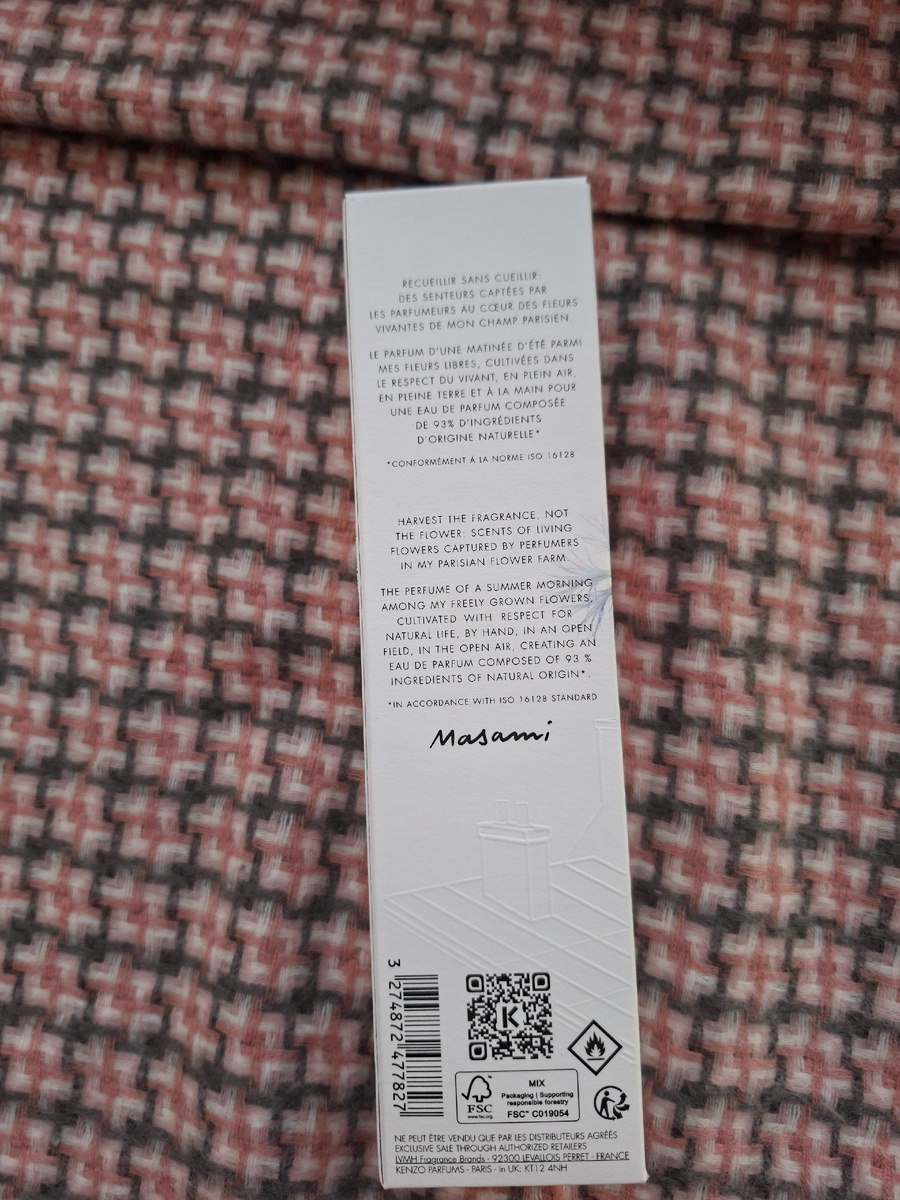 RECUEILLIR SANS CUEILLIR:
DES SENTEURS CAPTÉES PAR
LES PARFUMEURS AU CŒUR DES FLEURS
VIVANTES DE MON CHAMP PARISIEN.
LE PARFUM D'UNE MATINÉE D'ÉTÉ PARMI
MES FLEURS LIBRES, CULTIVÉES DANS
LE RESPECT DU VIVANT, EN PLEIN AIR,
EN PLEINE TERRE ET À LA MAIN POUR
UNE EAU DE PARFUM COMPOSÉE
DE 93% D'INGRÉDIENTS
D'ORIGINE NATURELLE*
*CONFORMÉMENT À LA NORME ISO 16128
HARVEST THE FRAGRANCE, NOT
THE FLOWER: SCENTS OF LIVING
FLOWERS CAPTURED BY PERFUMERS
IN MY PARISIAN FLOWER FARM.
THE PERFUME OF A SUMMER MORNING
AMONG MY FREELY GROWN FLOWERS,
CULTIVATED WITH RESPECT FOR
NATURAL LIFE, BY HAND, IN AN OPEN
FIELD, IN THE OPEN AIR, CREATING AN
EAU DE PARFUM COMPOSED OF 93 %
INGREDIENTS OF NATURAL ORIGIN*.
*IN ACCORDANCE WITH ISO 16128 STANDARD
Masami
3 274872 477827
K
FSC™
www.fsc.org
MIX
Packaging | Supporting
responsible forestry
FSC™ C019054
NE PEUT ÊTRE VENDU QUE PAR LES DISTRIBUTEURS AGRÉÉS
EXCLUSIVE SALE THROUGH AUTHORIZED RETAILERS
LVMH Fragrance Brands - 92300 LEVALLOIS PERRET - FRANCE
KENZO PARFUMS - PARIS - In UK: KT12 4NH